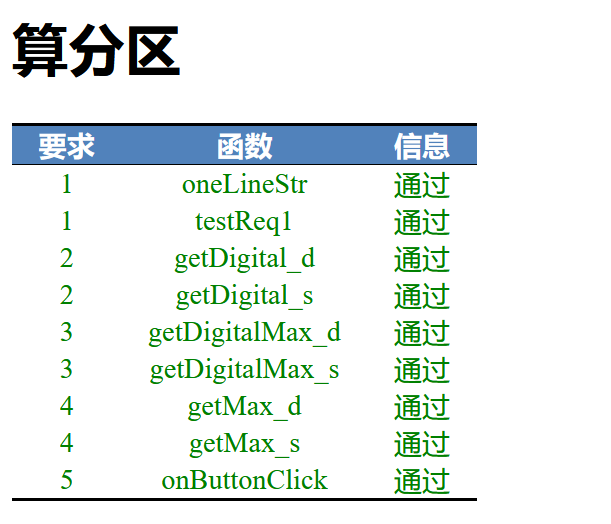 算分区
要求 函数 信息
1 oneLineStr 通过
1 testReq1 通过
2 getDigital_d 通过
2 getDigital_s 通过
3 getDigitalMax_d 通过
3 getDigitalMax_s 通过
4 getMax_d 通过
4 getMax_s 通过
5 onButtonClick 通过